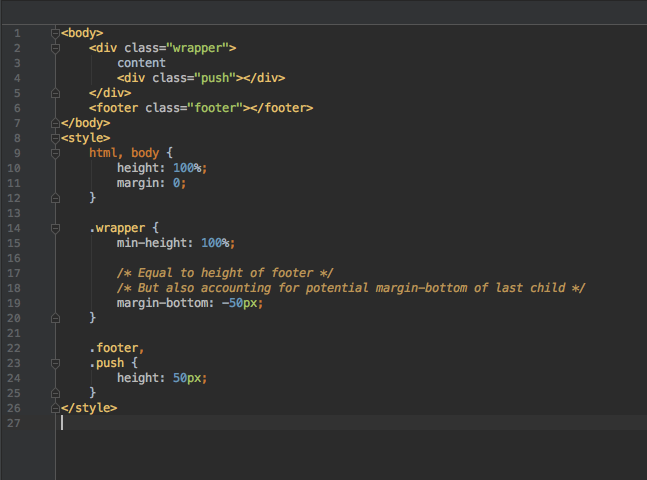 1 <body>
2     <div class="wrapper">
3         content
4         <div class="push"></div>
5     </div>
6     <footer class="footer"></footer>
7 </body>
8 <style>
9     html, body {
10         height: 100%;
11         margin: 0;
12     }
13
14     .wrapper {
15         min-height: 100%;
16
17         /* Equal to height of footer */
18         /* But also accounting for potential margin-bottom of last child */
19         margin-bottom: -50px;
20     }
21
22     .footer,
23     .push {
24         height: 50px;
25     }
26 </style>
27